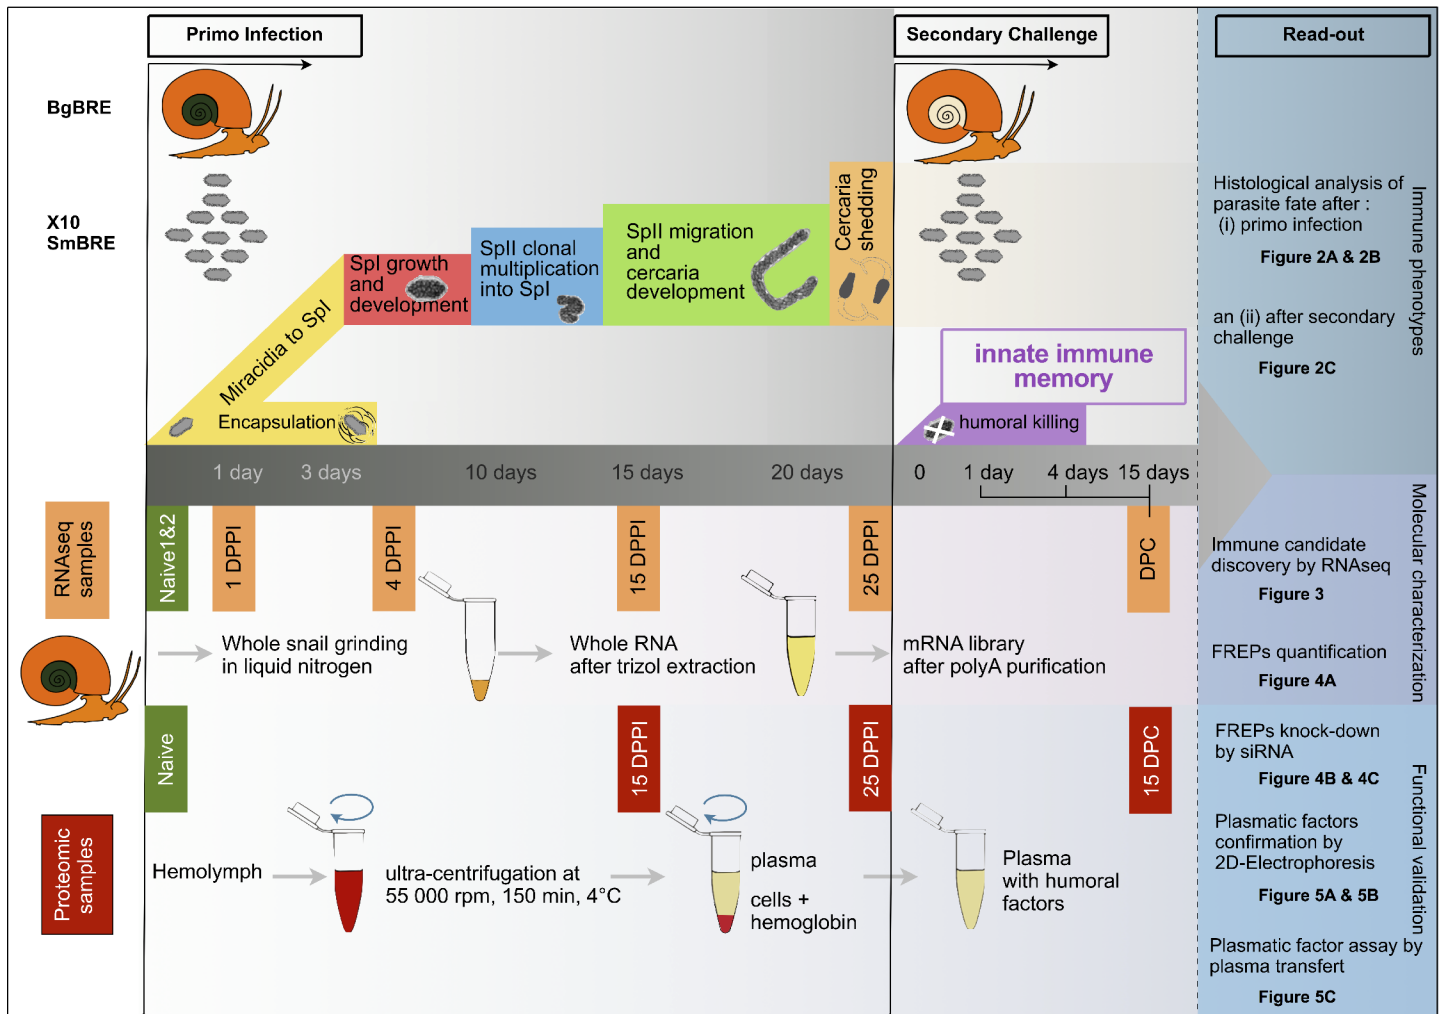 Primo Infection
Secondary Challenge
Read-out
BgBRE
X10
SmBRE
Miracidia to SpI
Encapsulation
SpI growth
and
development
SpII clonal
multiplication
into SpI
SpII migration
and
cercaria
development
Cercaria
shedding
innate immune
memory
humoral killing
Histological analysis of
parasite fate after :
(i) primo infection
Figure 2A & 2B
an (ii) after secondary
challenge
Figure 2C
Immune phenotypes
1 day
3 days
10 days
15 days
20 days
0
1 day
4 days
15 days
RNAseq
samples
Naive1&2
1 DPPI
4 DPPI
15 DPPI
25 DPPI
DPC
Whole snail grinding
in liquid nitrogen
Whole RNA
after trizol extraction
mRNA library
after polyA purification
Immune candidate
discovery by RNAseq
Figure 3
FREPs quantification
Figure 4A
Molecular characterization
Proteomic
samples
Naive
15 DPPI
25 DPPI
15 DPC
Hemolymph
ultra-centrifugation at
55 000 rpm, 150 min, 4°C
plasma
cells +
hemoglobin
Plasma
with humoral
factors
FREPs knock-down
by siRNA
Figure 4B & 4C
Plasmatic factors
confirmation by
2D-Electrophoresis
Figure 5A & 5B
Plasmatic factor assay by
plasma transfert
Figure 5C
Functional validation